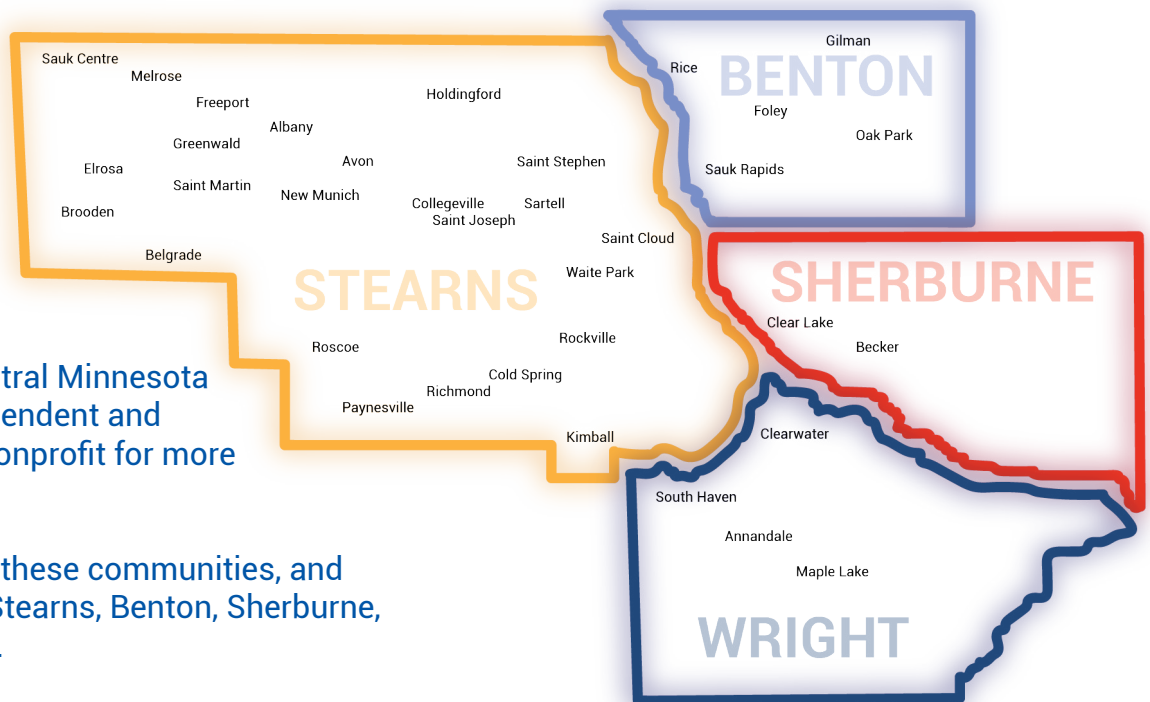 Gilman
Rice
BENTON
Foley
Oak Park
Sauk Rapids
Sauk Centre
Melrose
Freeport
Holdingford
Albany
Greenwald
Avon
Saint Stephen
Elrosa
Saint Martin
New Munich
Collegeville
Sartell
Saint Joseph
Brooden
Saint Cloud
Belgrade
Waite Park
STEARNS
Rockville
Roscoe
Cold Spring
Richmond
Paynesville
Kimball
SHERBURNE
Clear Lake
Becker
Clearwater
South Haven
Annandale
Maple Lake
WRIGHT
tral Minnesota
endent and
onprofit for more
these communities, and
Stearns, Benton, Sherburne,
.